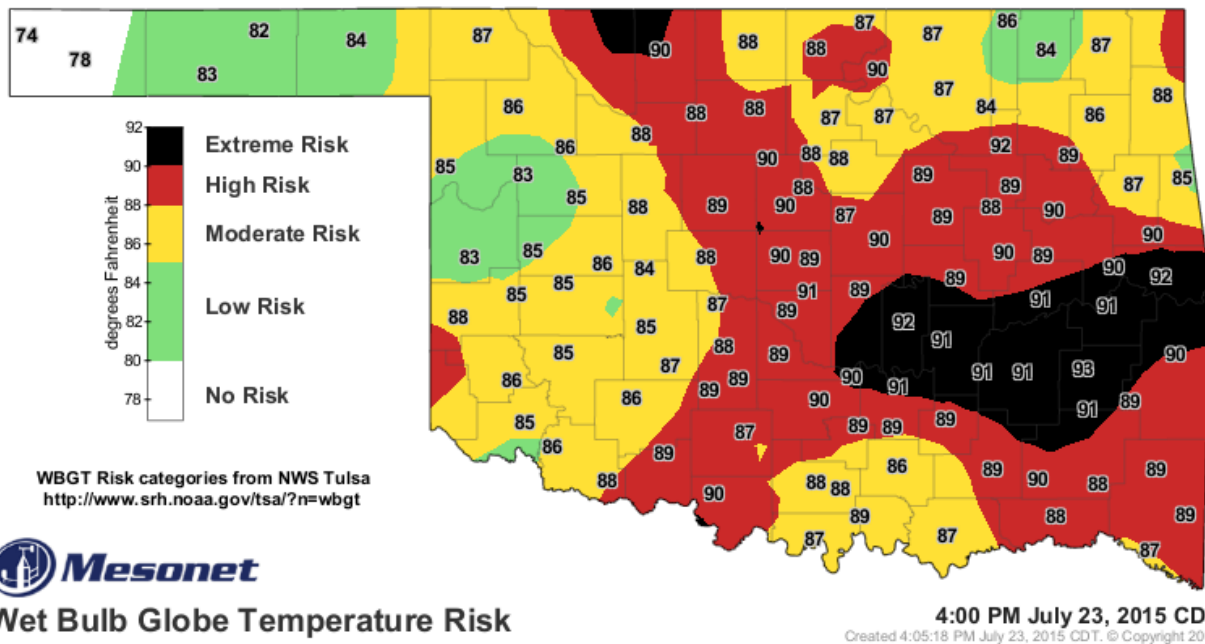 87 86
74 82 84 87 90 88 88 87 84 87
78 83 90
86 88 88 87 84 86 88
92 Extreme Risk 88 87 87
90 High Risk 85 83 86 90 88 88 92 89 87 85
88 Moderate Risk 85 88 89 90 88 87 89 89 88 90
86 83 85 86 84 88 90 89 90 89 90 89 90 90
degrees Fahrenheit
84 Low Risk 88 85 85 87 91 89 89 91 91 92
82 85 92 91
80 85 87 88 89 91 91 93 90
78 No Risk 86 86 89 89 90 90 91 91 89
85 86 87 89 89 89
WBGT Risk categories from NWS Tulsa 89 86 89 90 88 89
http://www.srh.noaa.gov/tsa/?n=wbgt 88 90 88 88
89 88 89
87 87 87
Mesonet
Wet Bulb Globe Temperature Risk
4:00 PM July 23, 2015 CD
Created 4:05:18 PM July 23, 2015 CDT. © Copyright 20